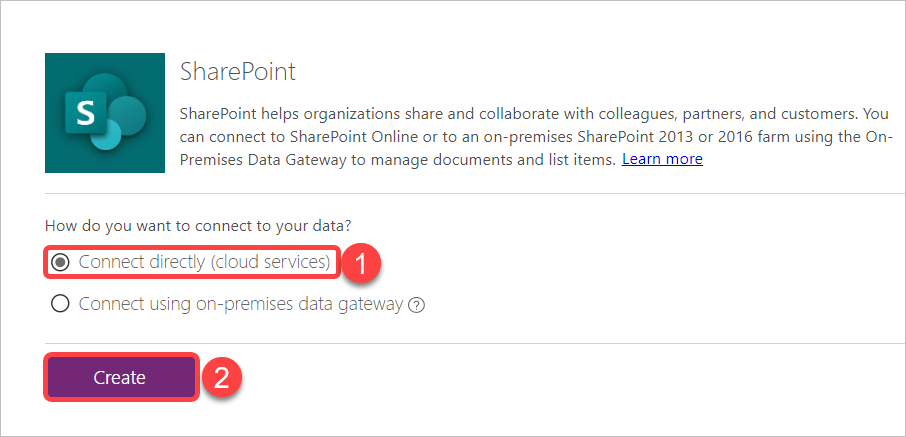 SharePoint
S
SharePoint helps organizations share and collaborate with colleagues, partners, and customers. You
can connect to SharePoint Online or to an on-premises SharePoint 2013 or 2016 farm using the On-
Premises Data Gateway to manage documents and list items. Learn more
How do you want to connect to your data?
Connect directly (cloud services) 1
Connect using on-premises data gateway ?
Create 2